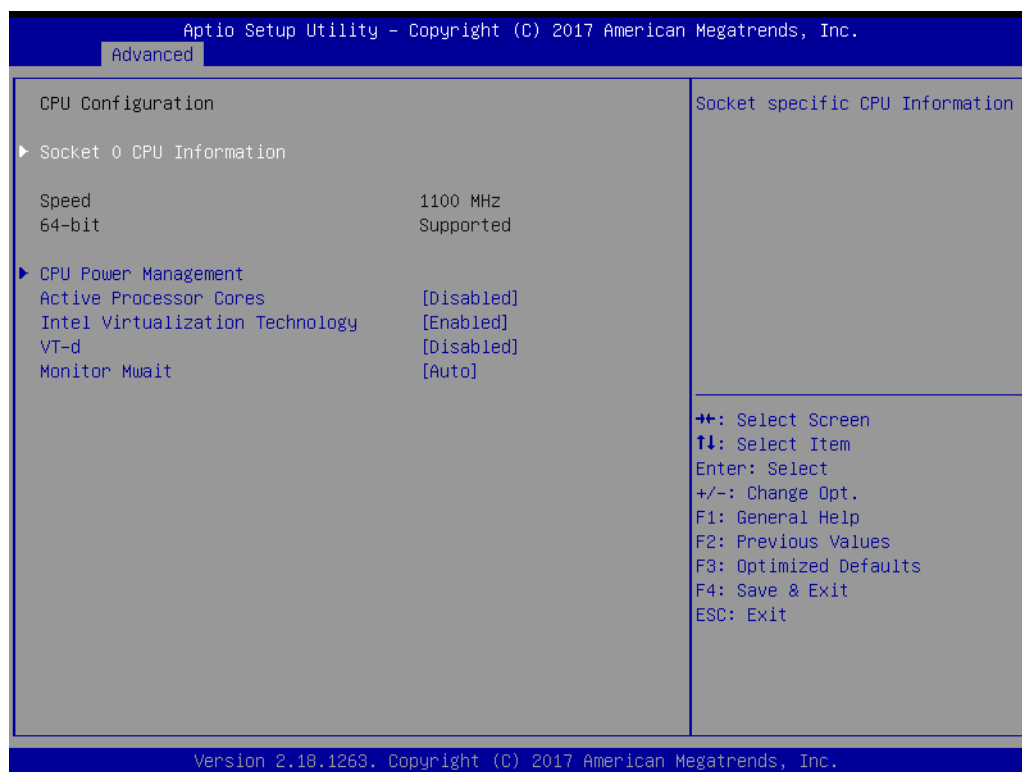 Aptio Setup Utility – Copyright (C) 2017 American Megatrends, Inc.
Advanced
CPU Configuration
Socket 0 CPU Information
Speed 1100 MHz
64-bit Supported
CPU Power Management
Active Processor Cores [Disabled]
Intel Virtualization Technology [Enabled]
VT-d [Disabled]
Monitor Mwait [Auto]
Socket specific CPU Information
→←: Select Screen
↑↓: Select Item
Enter: Select
+/-: Change Opt.
F1: General Help
F2: Previous Values
F3: Optimized Defaults
F4: Save & Exit
ESC: Exit
Version 2.18.1263. Copyright (C) 2017 American Megatrends, Inc.